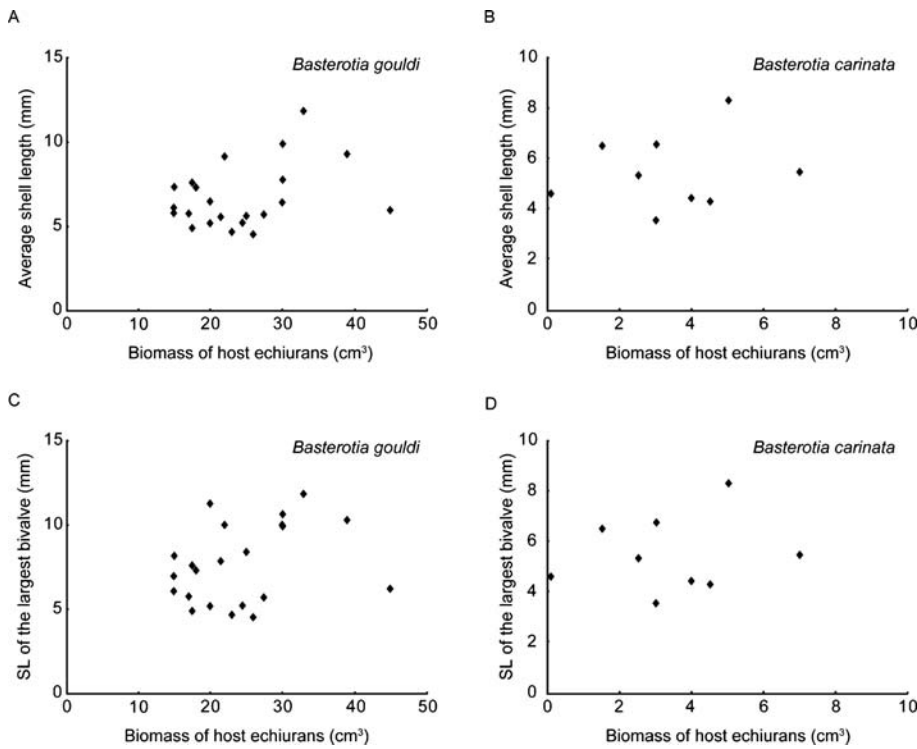 A
Basterotia gouldi
Average shell length (mm)
15
10
5
0
0 10 20 30 40 50
Biomass of host echiurans (cm³)
B
Basterotia carinata
Average shell length (mm)
10
8
6
4
2
0
0 2 4 6 8 10
Biomass of host echiurans (cm³)
C
Basterotia gouldi
SL of the largest bivalve (mm)
15
10
5
0
0 10 20 30 40 50
Biomass of host echiurans (cm³)
D
Basterotia carinata
SL of the largest bivalve (mm)
10
8
6
4
2
0
0 2 4 6 8 10
Biomass of host echiurans (cm³)